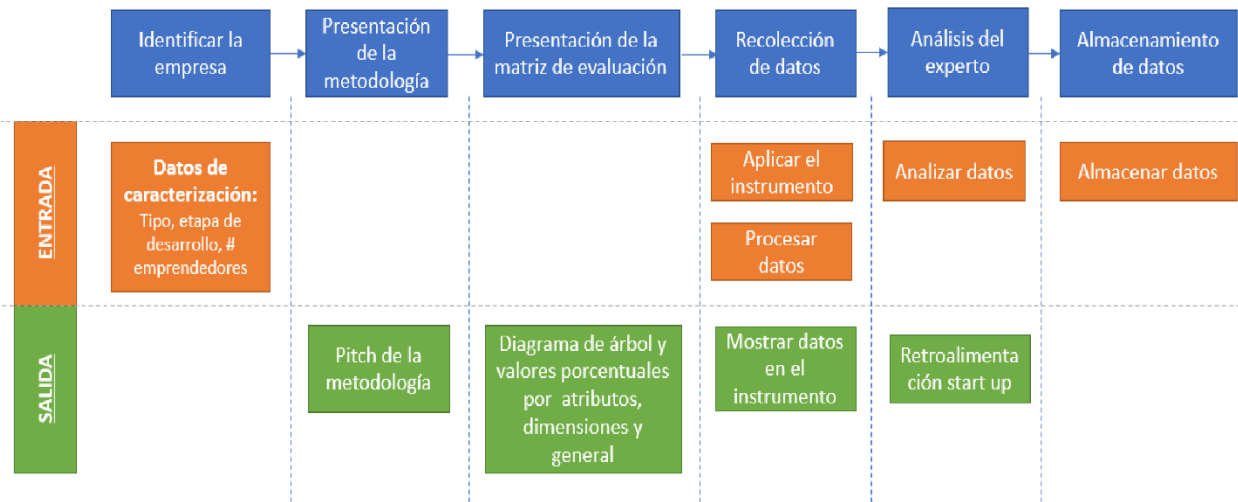 Identificar la
empresa
Presentación
de la
metodología
Presentación de la
matriz de evaluación
Recolección
de datos
Análisis del
experto
Almacenamiento
de datos
ENTRADA
Datos de
caracterización:
Tipo, etapa de
desarrollo, #
emprendedores
Aplicar el
instrumento
Procesar
datos
Analizar datos
Almacenar datos
SALIDA
Pitch de la
metodología
Diagrama de árbol y
valores porcentuales
por atributos,
dimensiones y
general
Mostrar datos
en el
instrumento
Retroalimenta
ción start up